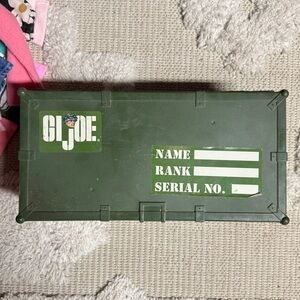 GI JOE.
NAME
RANK
SERIAL NO.